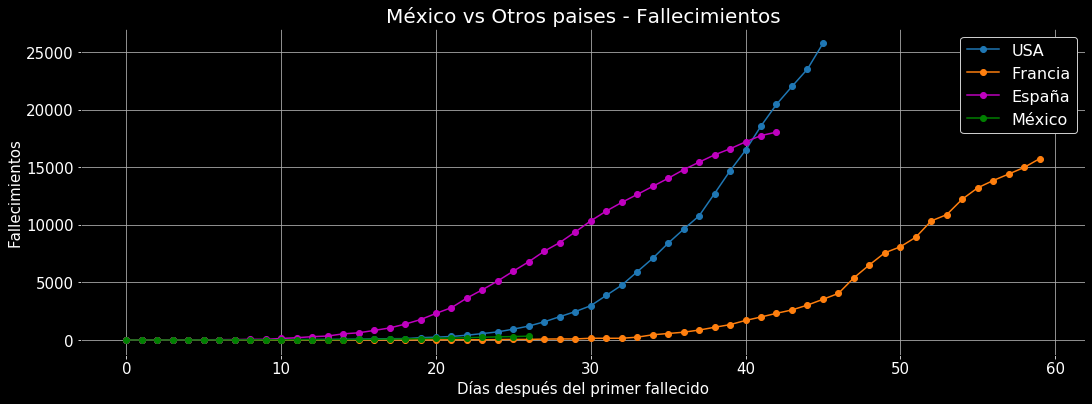 México vs Otros paises - Fallecimientos
25000
20000
15000
10000
5000
0
Fallecimientos
0 10 20 30 40 50 60
Días después del primer fallecido
USA
Francia
España
México